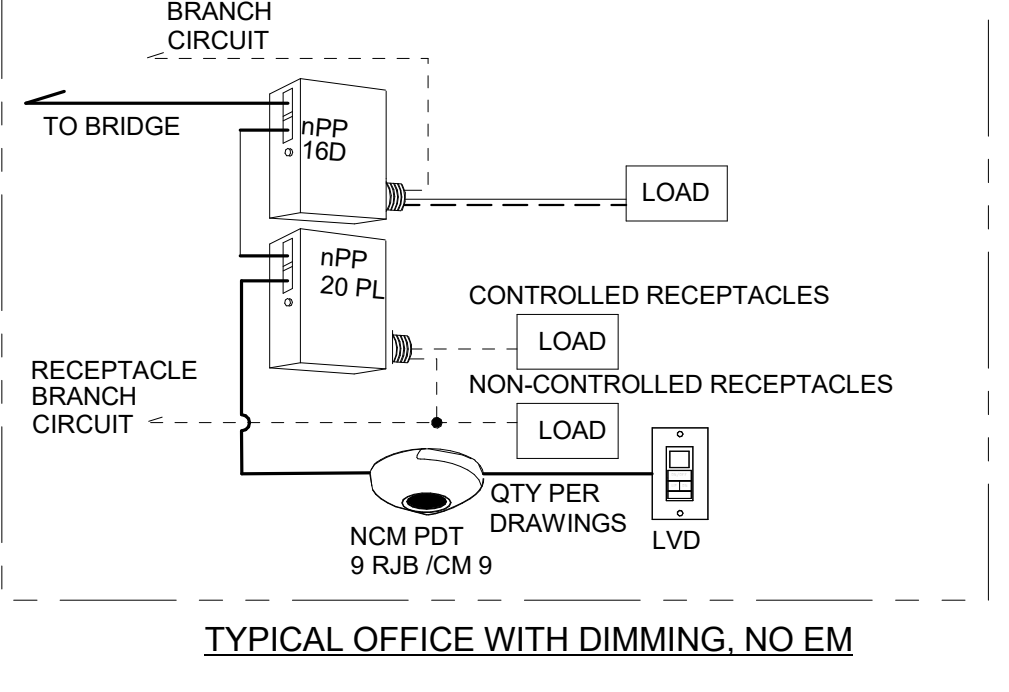 BRANCH
CIRCUIT
TO BRIDGE
nPP
16D
LOAD
nPP
20 PL
CONTROLLED RECEPTACLES
LOAD
NON-CONTROLLED RECEPTACLES
RECEPTACLE
BRANCH
CIRCUIT
LOAD
QTY PER
DRAWINGS
NCM PDT
9 RJB /CM 9
LVD
TYPICAL OFFICE WITH DIMMING, NO EM